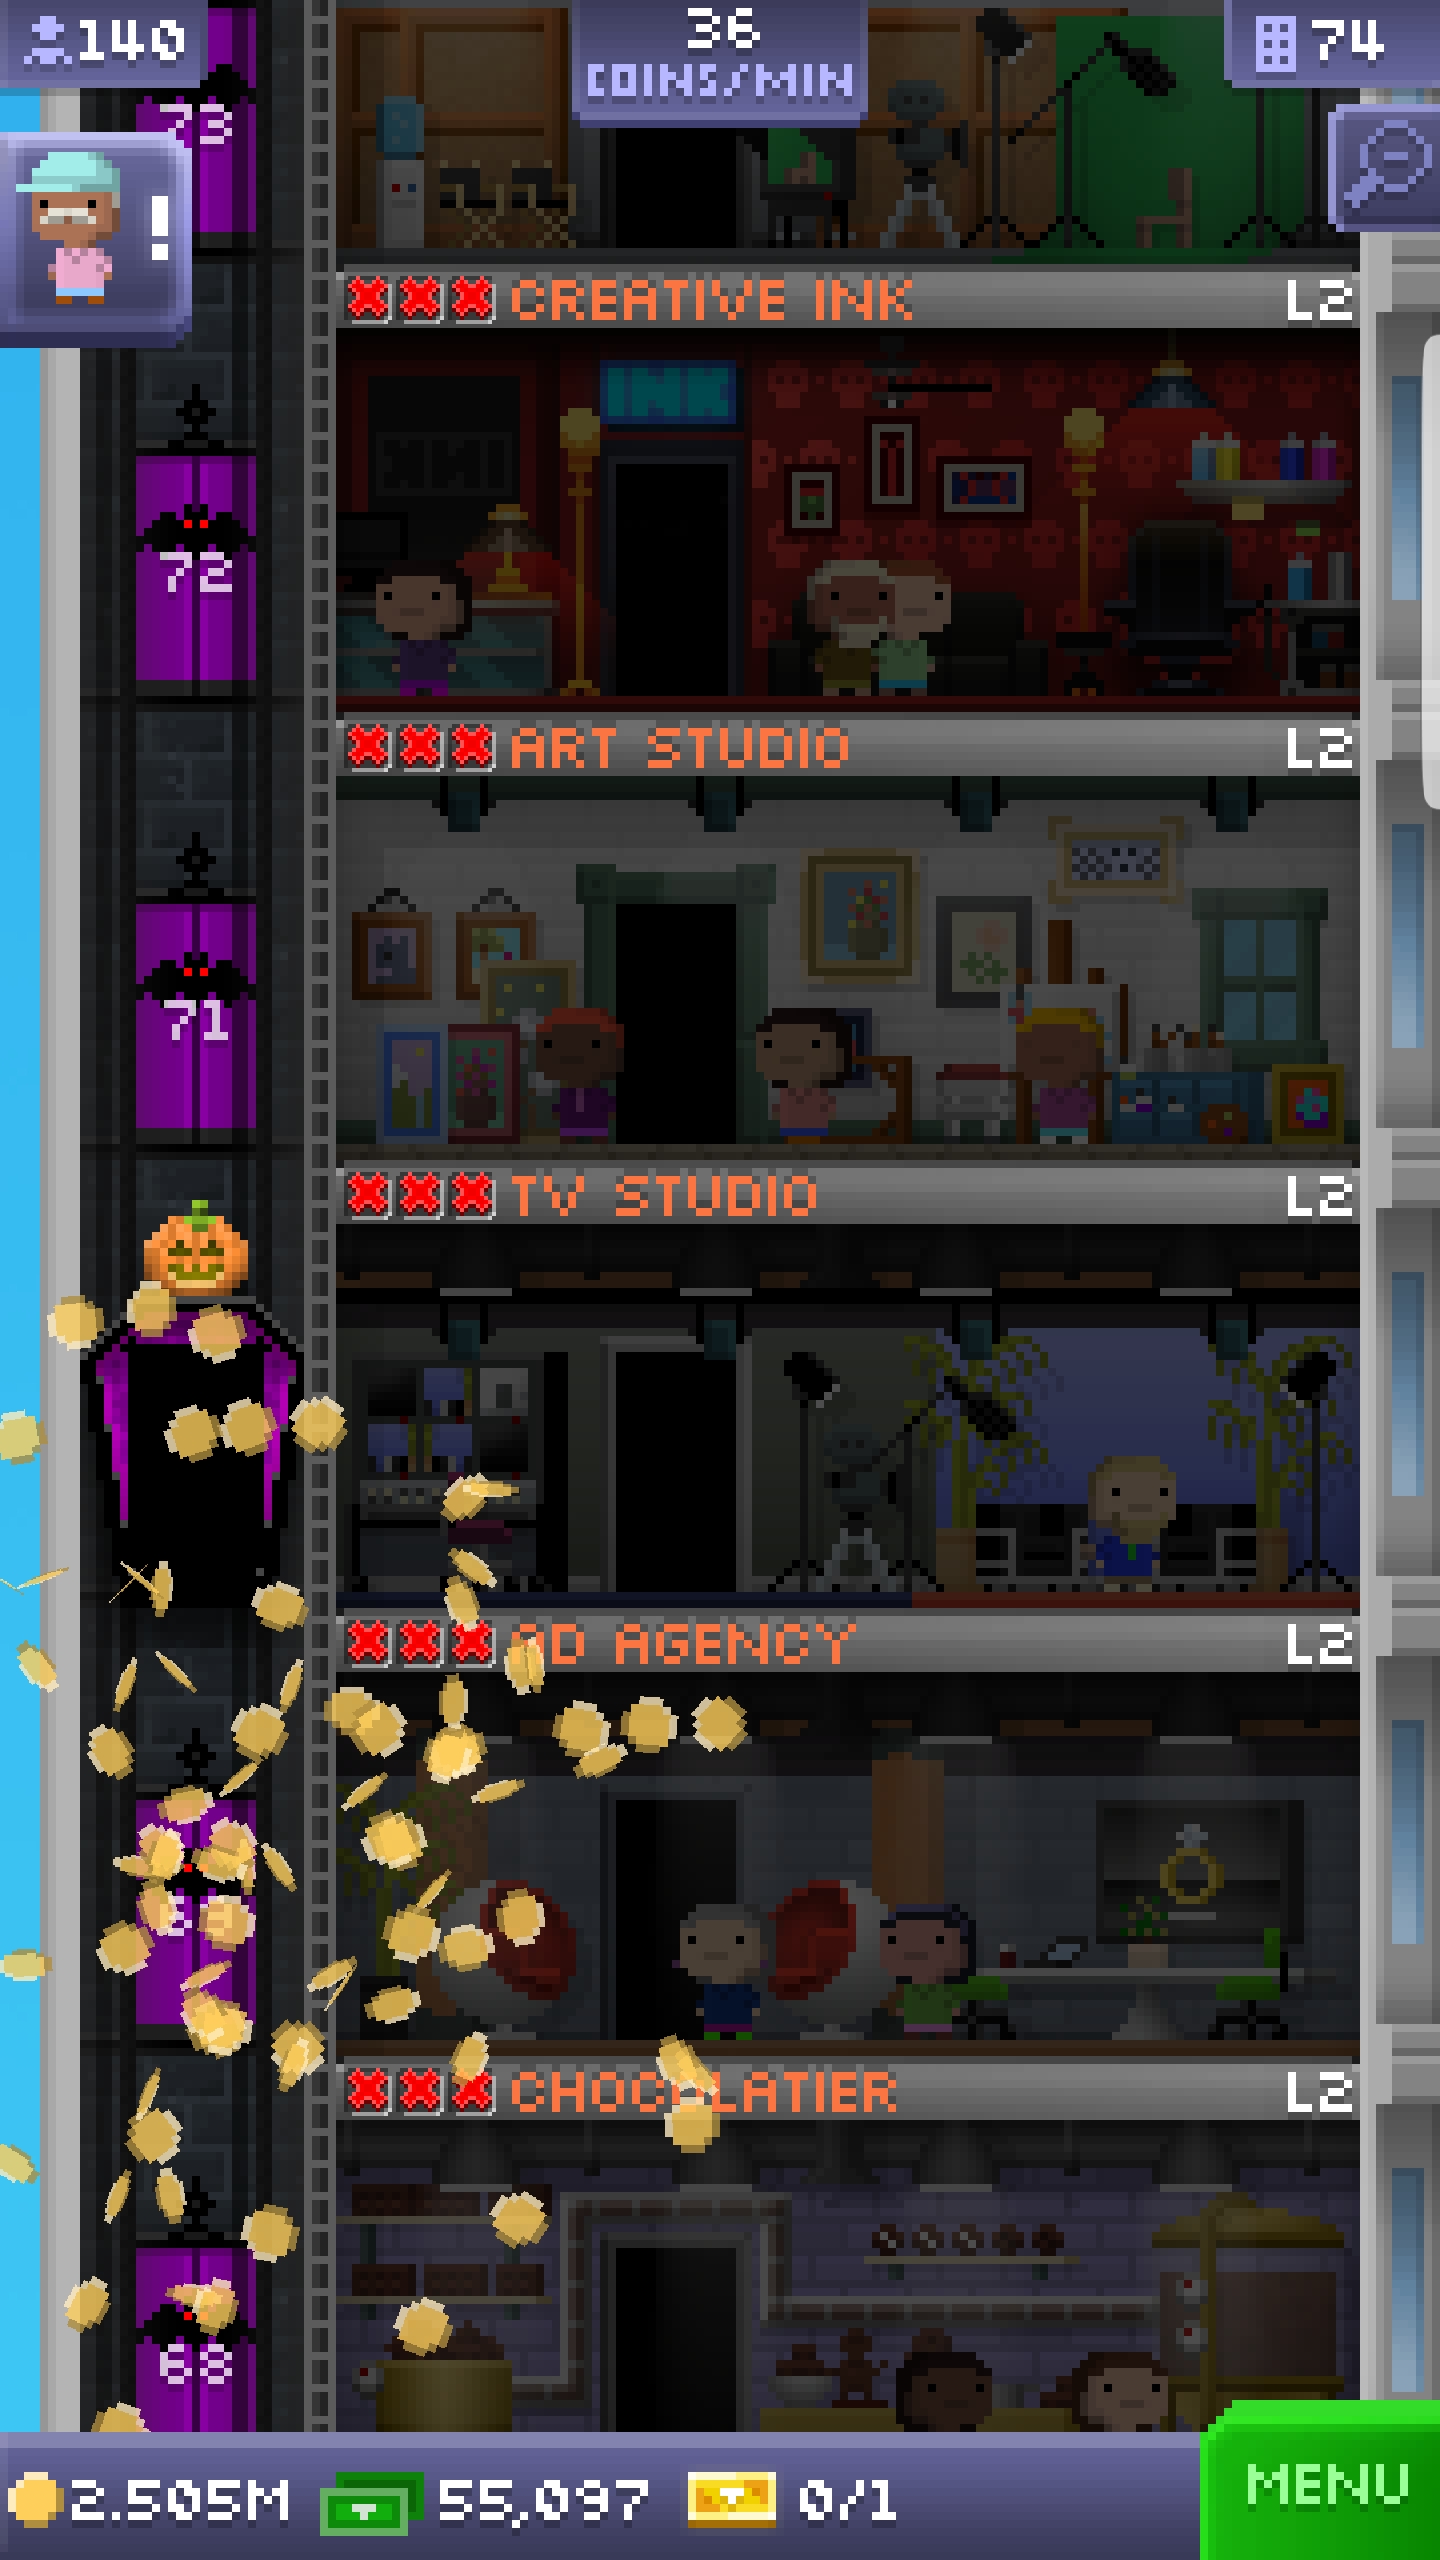 140
36
COINS/MIN
74
73
!
CREATIVE INK L2
INK
72
ART STUDIO L2
71
TV STUDIO L2
AD AGENCY L2
CHOCOLATIER L2
68
2.505M 55,097 0/1
MENU